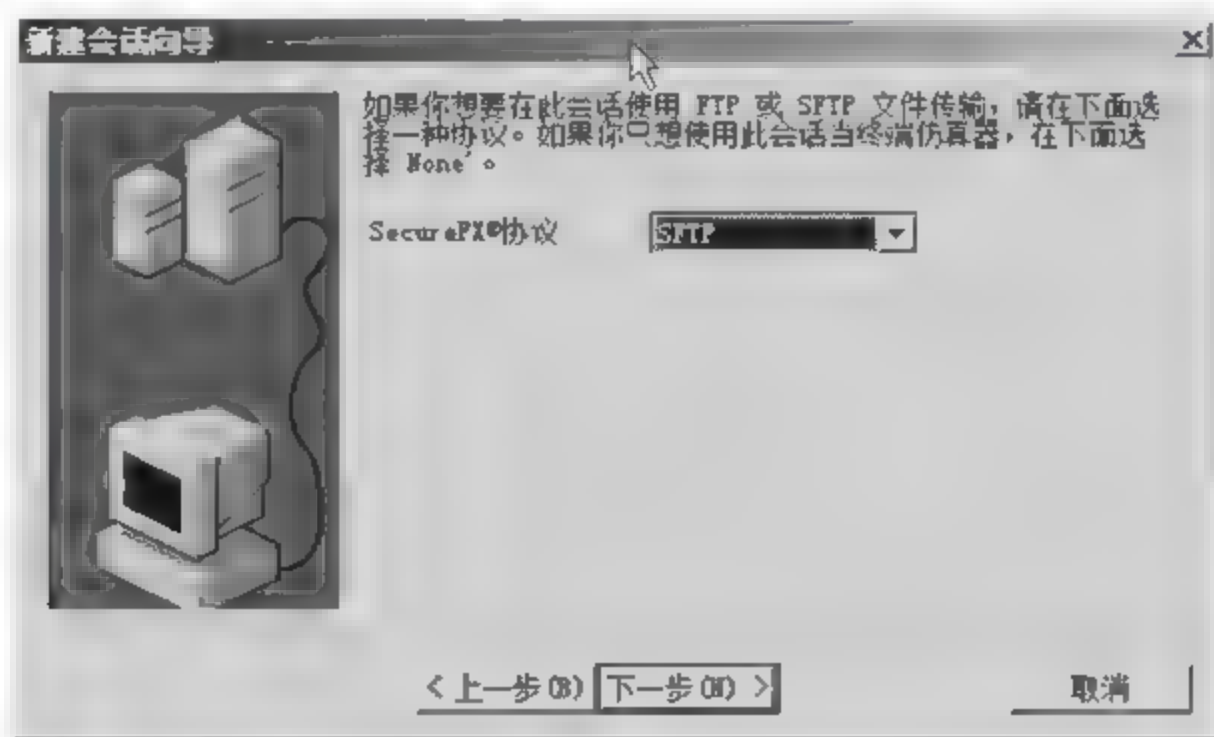 新建会话向导
如果你想要在此会话使用 FTP 或 SFTP 文件传输，请在下面选
择一种协议。如果你只想使用此会话当终端仿真器，在下面选
择 None'。
SecureFX®协议 SFTP
< 上一步(B) 下一步(N) > 取消